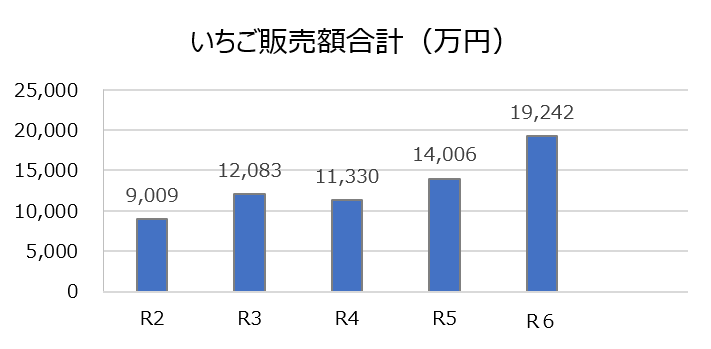 いちご販売額合計（万円）
25,000
20,000
15,000
10,000
5,000
0
9,009
12,083
11,330
14,006
19,242
R2
R3
R4
R5
R６